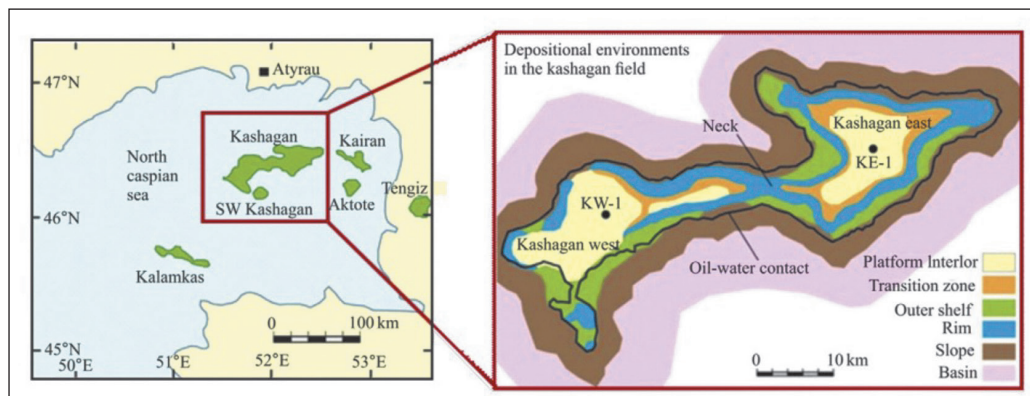 47°N
46°N
45°N
50°E
51°E
52°E
53°E
Atyrau
Kashagan
Kairan
North
caspian
sea
Tengiz
SW Kashagan
Aktote
Kalamkas
0
100 km
Depositional environments
in the kashagan field
Neck
Kashagan east
KE-1
KW-1
Kashagan west
Oil-water contact
Platform lnterlor
Transition zone
Outer shelf
Rim
Slope
Basin
0
10 km